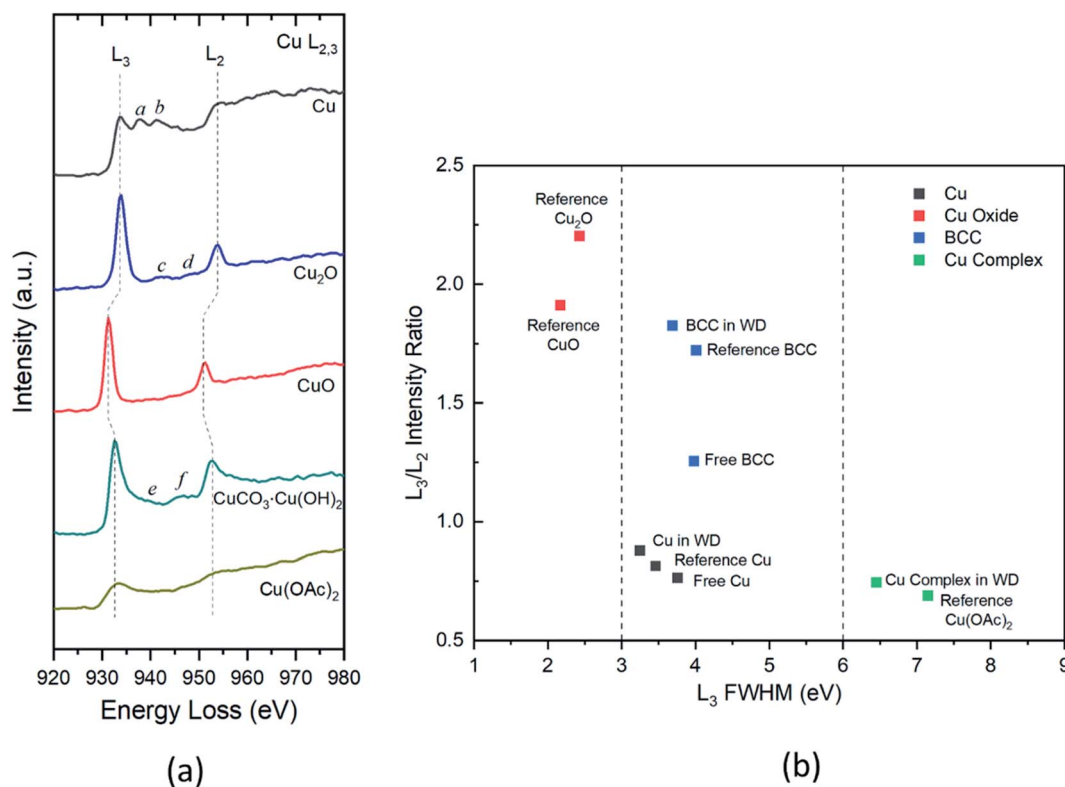 Cu L2,3
L3
L2
a
b
Cu
Cu2O
c
d
CuO
e
f
CuCO3·Cu(OH)2
Cu(OAc)2
Intensity (a.u.)
920 930 940 950 960 970 980
Energy Loss (eV)
(a)
2.5
2.0
1.5
1.0
0.5
L3/L2 Intensity Ratio
Reference
Cu2O
Reference
CuO
Cu
Cu Oxide
BCC
Cu Complex
BCC in WD
Reference BCC
Free BCC
Cu in WD
Reference Cu
Free Cu
Cu Complex in WD
Reference
Cu(OAc)2
1 2 3 4 5 6 7 8 9
L3 FWHM (eV)
(b)